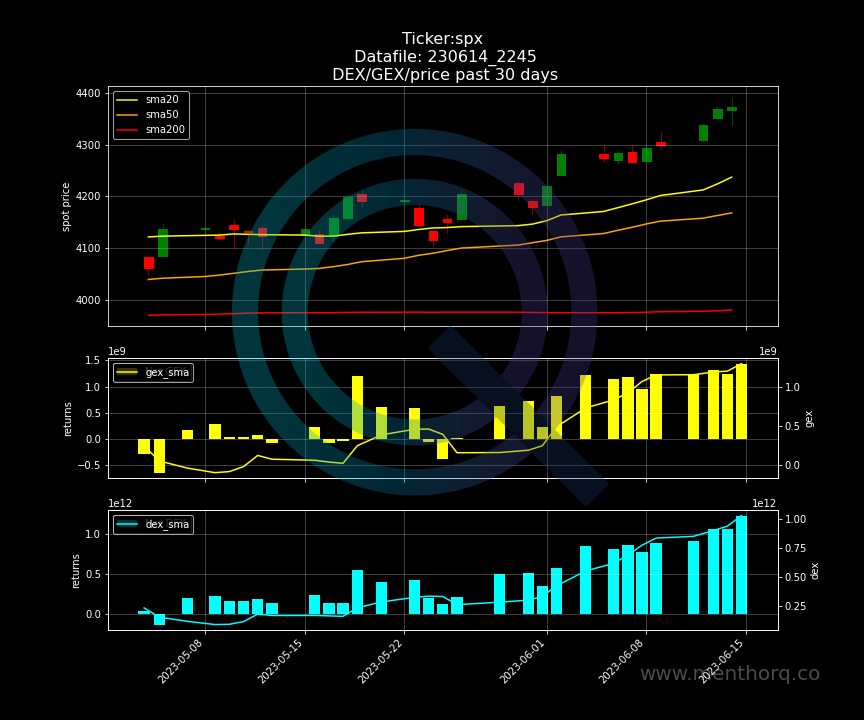 Ticker:spx
Datafile: 230614_2245
DEX/GEX/price past 30 days
sma20
sma50
sma200
spot price
4400
4300
4200
4100
4000
1e9
1e9
gex_sma
returns
1.5
1.0
0.5
0.0
−0.5
1.0
0.5
0.0
gex
1e12
1e12
dex_sma
returns
1.0
0.5
0.0
1.00
0.75
0.50
0.25
dex
2023-05-08
2023-05-15
2023-05-22
2023-06-01
2023-06-08
2023-06-15
www.menthorq.co